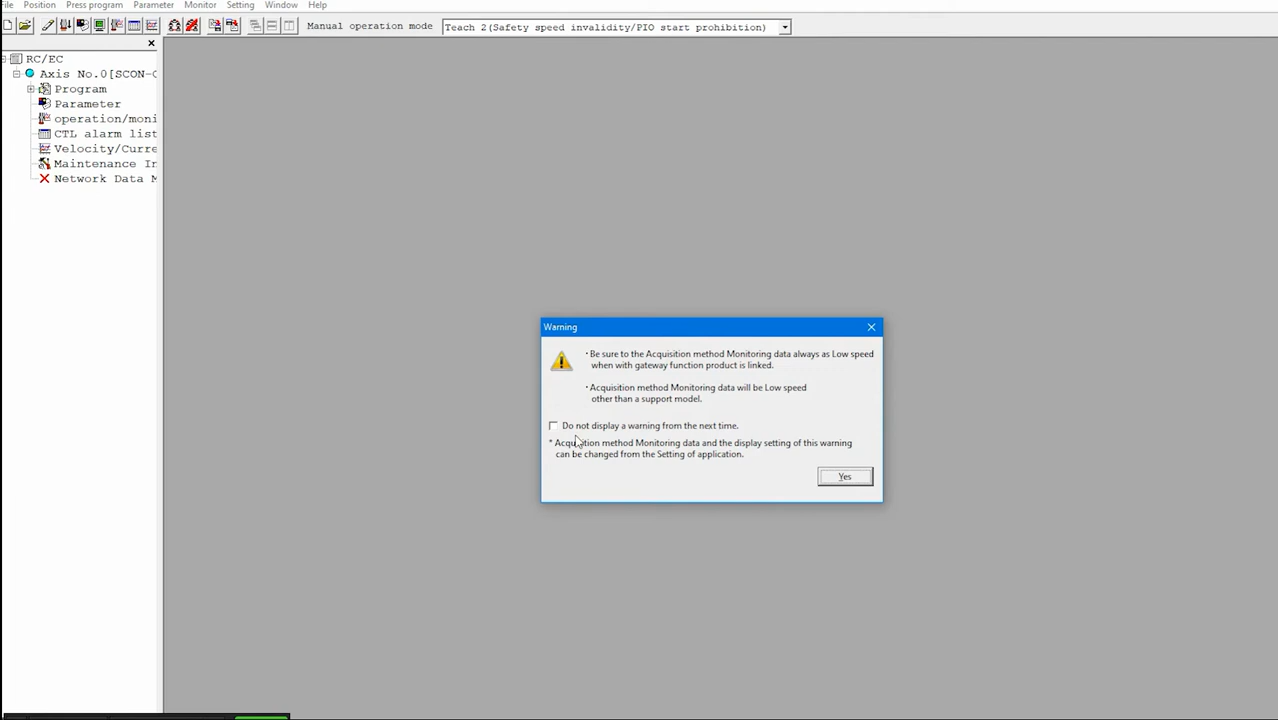 File Position Press program Parameter Monitor Setting Window Help
Manual operation mode Teach 2(Safety speed invalidity/PIO start prohibition)
RC/EC
Axis No.0[SCON-C
Program
Parameter
operation/moni
CTL alarm list
Velocity/Curre
Maintenance In
Network Data M
Warning
・Be sure to the Acquisition method Monitoring data always as Low speed
when with gateway function product is linked.
・Acquisition method Monitoring data will be Low speed
other than a support model.
Do not display a warning from the next time.
* Acquisition method Monitoring data and the display setting of this warning
can be changed from the Setting of application.
Yes